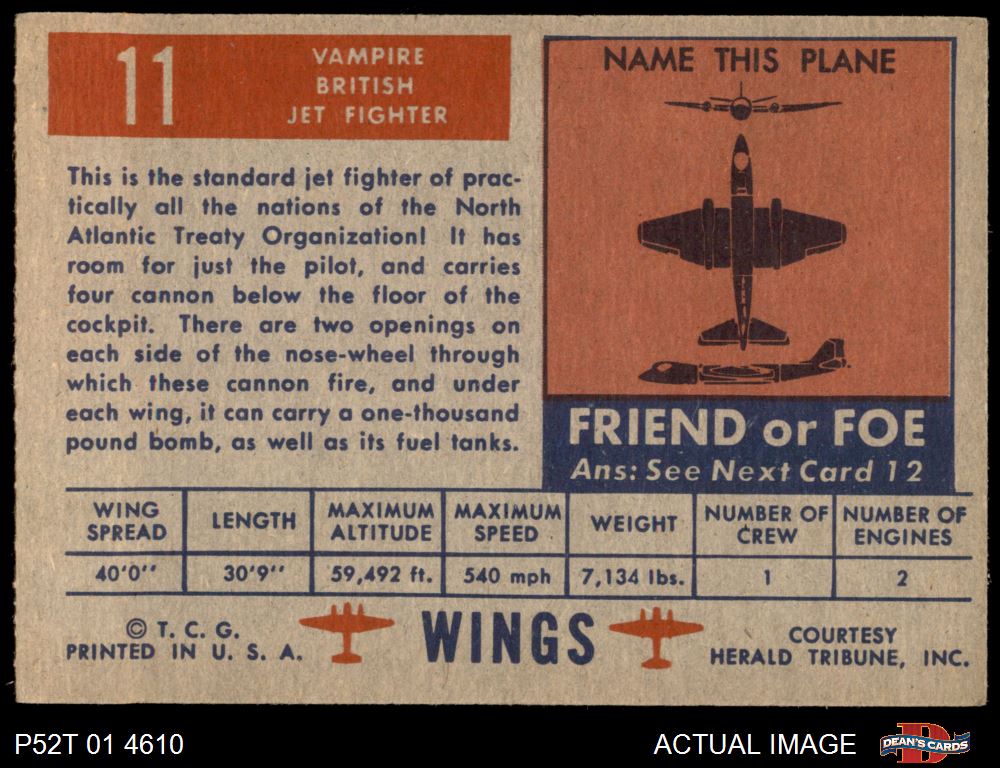 11
VAMPIRE
BRITISH
JET FIGHTER
This is the standard jet fighter of prac-
tically all the nations of the North
Atlantic Treaty Organization! It has
room for just the pilot, and carries
four cannon below the floor of the
cockpit. There are two openings on
each side of the nose-wheel through
which these cannon fire, and under
each wing, it can carry a one-thousand
pound bomb, as well as its fuel tanks.
NAME THIS PLANE
FRIEND or FOE
Ans: See Next Card 12
WING SPREAD LENGTH MAXIMUM ALTITUDE MAXIMUM SPEED WEIGHT NUMBER OF CREW NUMBER OF ENGINES
40'0'' 30'9'' 59,492 ft. 540 mph 7,134 lbs. 1 2
© T. C. G.
PRINTED IN U. S. A.
WINGS
COURTESY
HERALD TRIBUNE, INC.
P52T 01 4610
ACTUAL IMAGE
D
DEAN'S CARDS